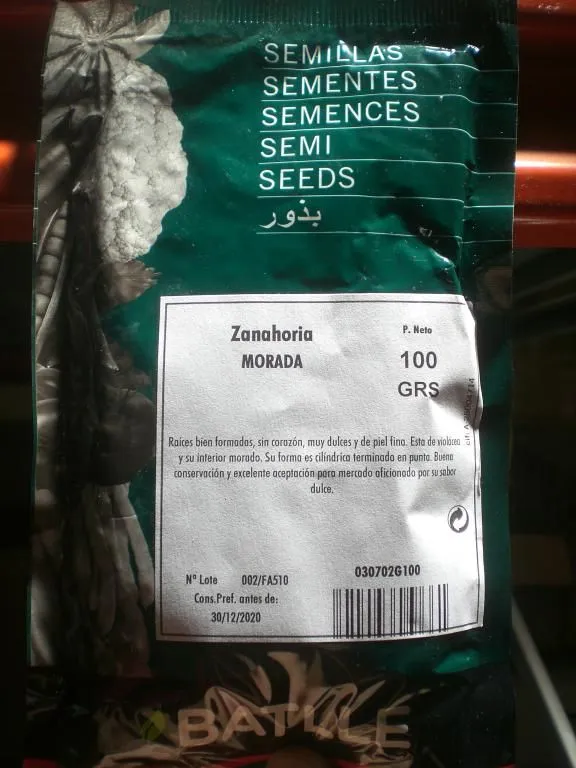 SEMILLAS
SEMENTES
SEMENCES
SEMI
SEEDS
بذور
Zanahoria
MORADA
P. Neto
100
GRS
Raíces bien formadas, sin corazón, muy dulces y de piel fina. Esta de violácea
y su interior morado. Su forma es cilíndrica terminada en punta. Buena
conservación y excelente aceptación para mercado aficionado por su sabor
dulce.
Nº Lote 002/FA510
Cons.Pref. antes de:
30/12/2020
030702G100
BATLLE